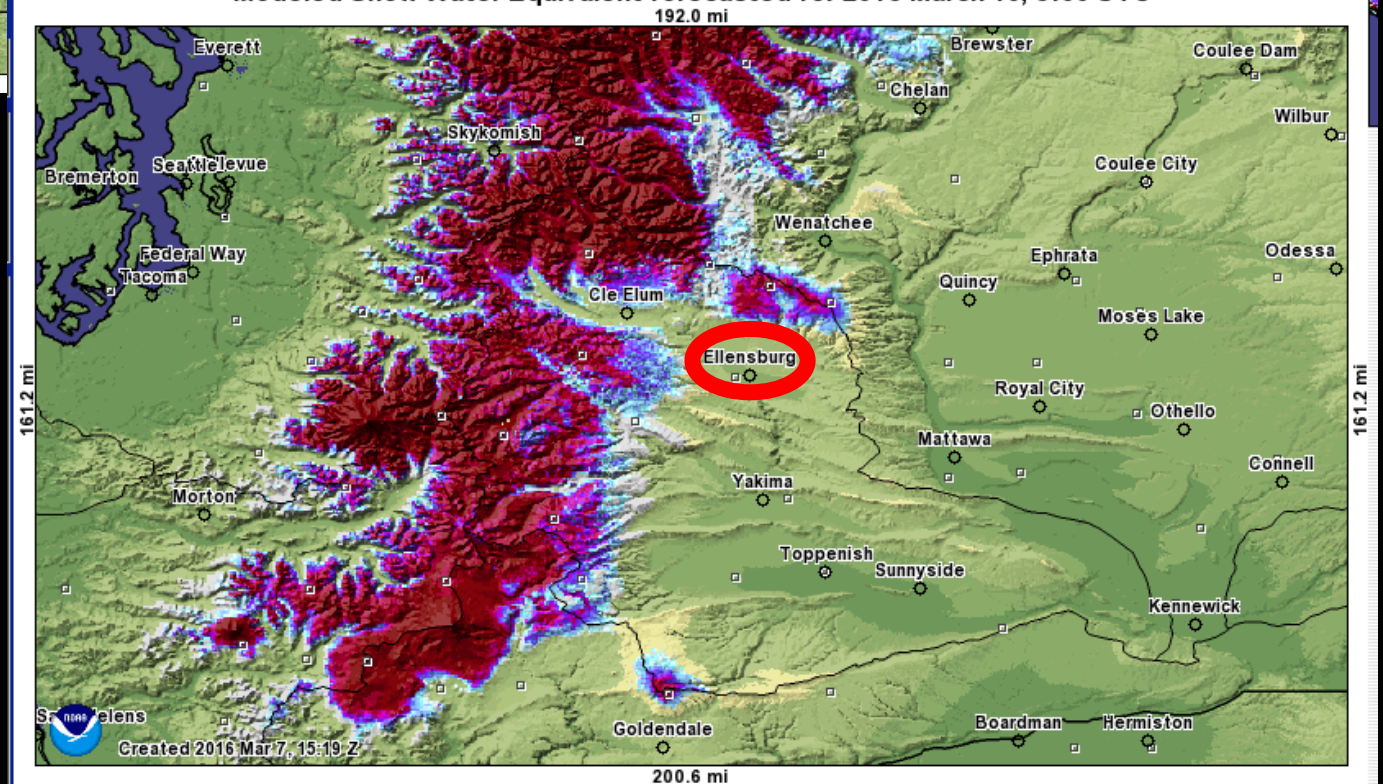 192.0 mi
Everett
Brewster
Coulee Dam
Chelan
Wilbur
Skykomish
Seattle
Bremerton
Coulee City
Wenatchee
Federal Way
Ephrata
Odessa
Tacoma
Quincy
Cle Elum
Moses Lake
Ellensburg
161.2 mi
161.2 mi
Royal City
Othello
Mattawa
Connell
Yakima
Morton
Toppenish
Sunnyside
Kennewick
NOAA
Goldendale
Boardman
Hermiston
Created 2016 Mar 7, 15:19 Z
200.6 mi